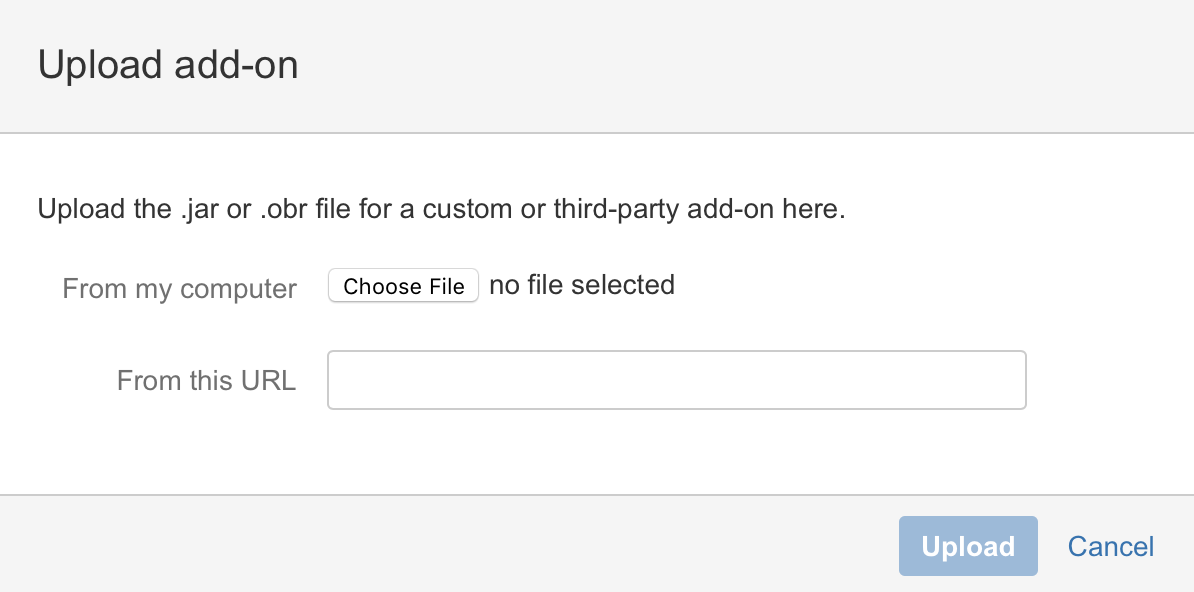 Upload add-on
Upload the .jar or .obr file for a custom or third-party add-on here.
From my computer Choose File no file selected
From this URL
Upload Cancel